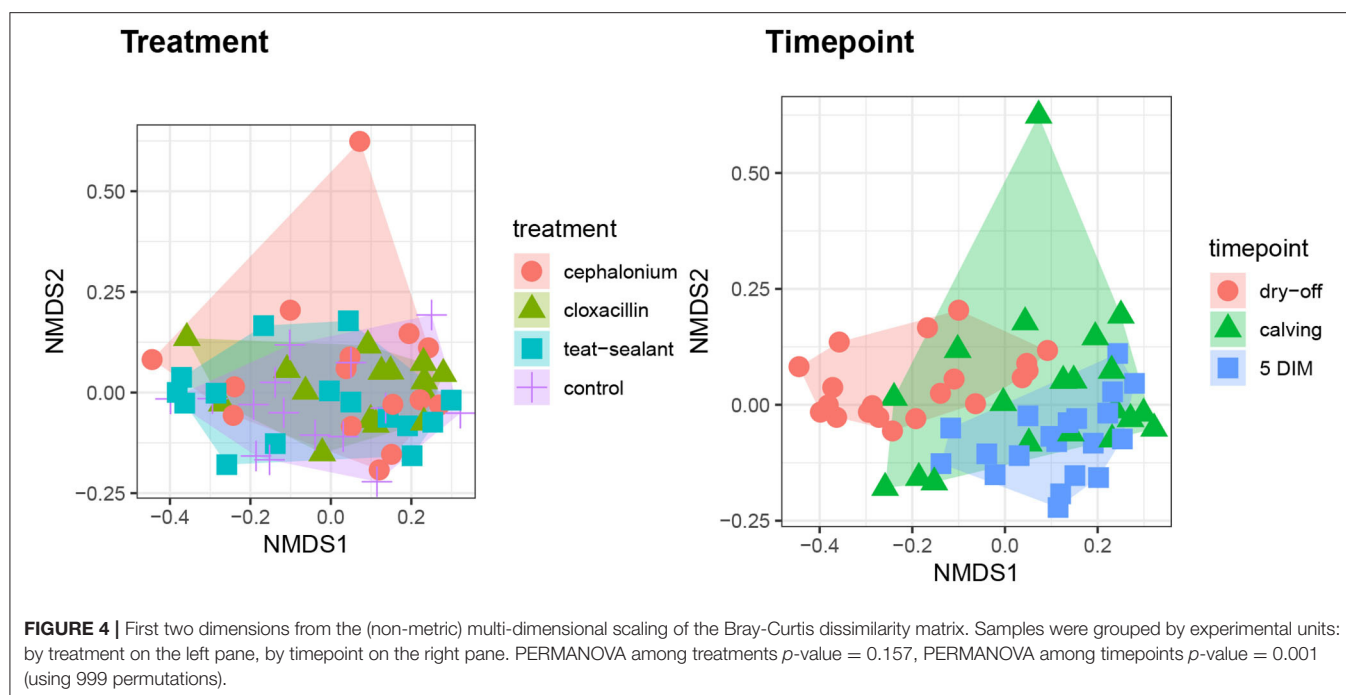 Treatment
0.50
0.25
0.00
−0.25
−0.4
−0.2
0.0
0.2
NMDS1
NMDS2
treatment
cephalonium
cloxacillin
teat−sealant
control
Timepoint
0.50
0.25
0.00
−0.25
−0.4
−0.2
0.0
0.2
NMDS1
NMDS2
timepoint
dry−off
calving
5 DIM
FIGURE 4 | First two dimensions from the (non-metric) multi-dimensional scaling of the Bray-Curtis dissimilarity matrix. Samples were grouped by experimental units:
by treatment on the left pane, by timepoint on the right pane. PERMANOVA among treatments p-value = 0.157, PERMANOVA among timepoints p-value = 0.001
(using 999 permutations).